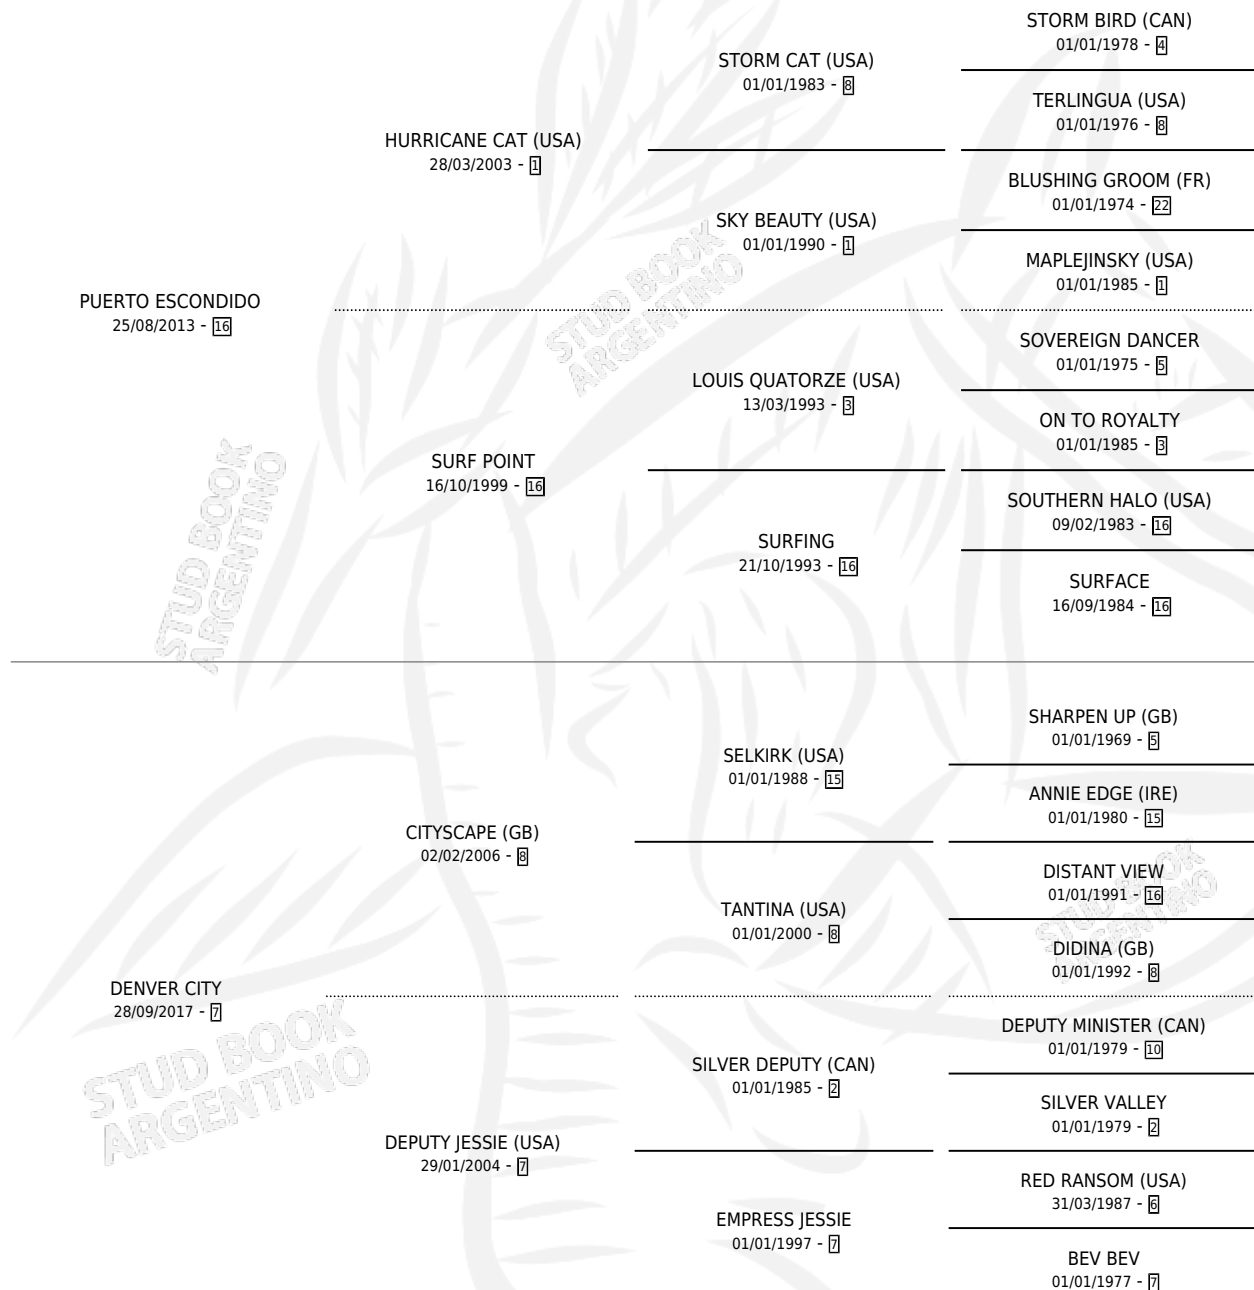 STORM BIRD (CAN)
01/01/1978 - 4
STORM CAT (USA)
01/01/1983 - 8
TERLINGUA (USA)
01/01/1976 - 8
HURRICANE CAT (USA)
28/03/2003 - 1
BLUSHING GROOM (FR)
01/01/1974 - 22
SKY BEAUTY (USA)
01/01/1990 - 1
MAPLEJINSKY (USA)
01/01/1985 - 1
PUERTO ESCONDIDO
25/08/2013 - 16
SOVEREIGN DANCER
01/01/1975 - 5
LOUIS QUATORZE (USA)
13/03/1993 - 3
ON TO ROYALTY
01/01/1985 - 3
SURF POINT
16/10/1999 - 16
SOUTHERN HALO (USA)
09/02/1983 - 16
SURFING
21/10/1993 - 16
SURFACE
16/09/1984 - 16
SHARPEN UP (GB)
01/01/1969 - 5
SELKIRK (USA)
01/01/1988 - 15
ANNIE EDGE (IRE)
01/01/1980 - 15
CITYSCAPE (GB)
02/02/2006 - 8
DISTANT VIEW
01/01/1991 - 16
TANTINA (USA)
01/01/2000 - 8
DIDINA (GB)
01/01/1992 - 8
DENVER CITY
28/09/2017 - 7
DEPUTY MINISTER (CAN)
01/01/1979 - 10
SILVER DEPUTY (CAN)
01/01/1985 - 2
SILVER VALLEY
01/01/1979 - 2
DEPUTY JESSIE (USA)
29/01/2004 - 7
RED RANSOM (USA)
31/03/1987 - 6
EMPRESS JESSIE
01/01/1997 - 7
BEV BEV
01/01/1977 - 7
STUD BOOK
ARGENTINO
STUD BOOK
ARGENTINO
STUD BOOK
ARGENTINO
STUD BOOK
ARGENTINO